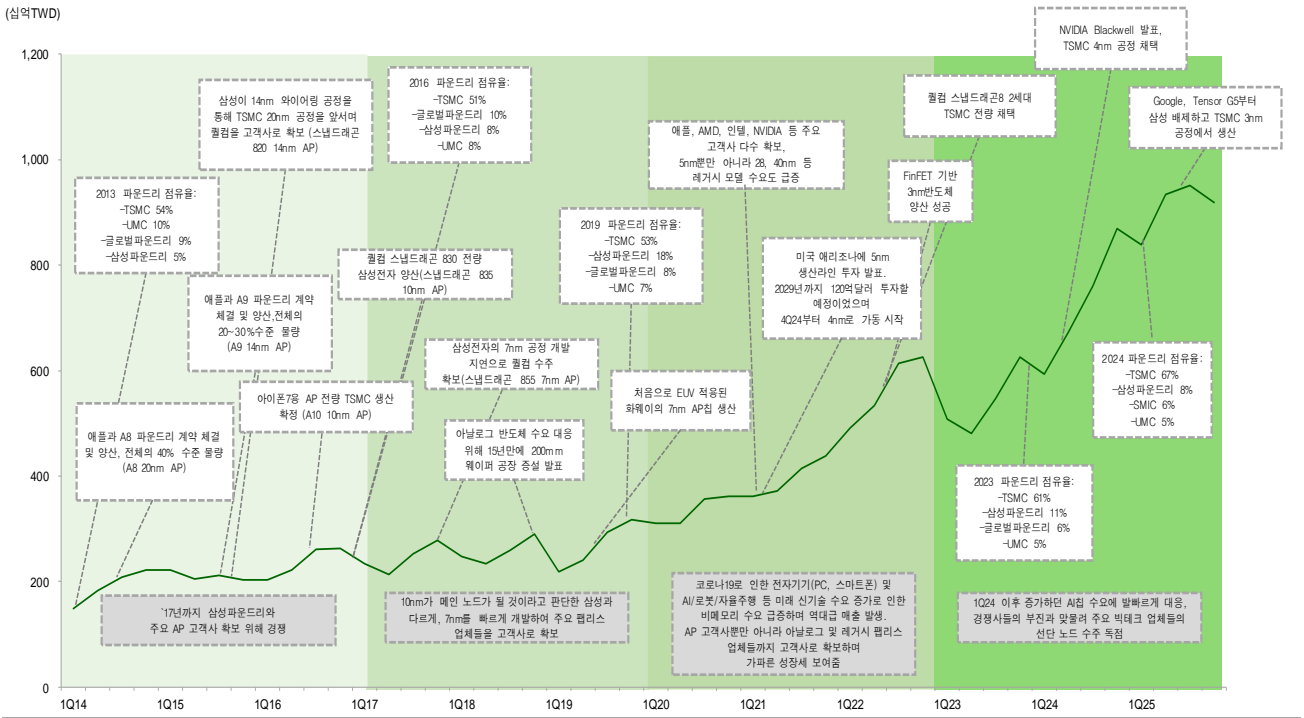 (십억TWD)
1,200
1,000
800
600
400
200
0
1Q14
1Q15
1Q16
1Q17
1Q18
1Q19
1Q20
1Q21
1Q22
1Q23
1Q24
1Q25
2013 파운드리 점유율:
-TSMC 54%
-UMC 10%
-글로벌파운드리 9%
-삼성파운드리 5%
애플과 A8 파운드리 계약 체결
및 양산, 전체의 40% 수준 물량
(A8 20nm AP)
삼성이 14nm 와이어링 공정을
통해 TSMC 20nm 공정을 앞서며
퀄컴을 고객사로 확보 (스냅드래곤
820 14nm AP)
애플과 A9 파운드리 계약
체결 및 양산,전체의
20~30%수준 물량
(A9 14nm AP)
아이폰7용 AP 전량 TSMC 생산
확정 (A10 10nm AP)
2016 파운드리 점유율:
-TSMC 51%
-글로벌파운드리 10%
-삼성파운드리 8%
-UMC 8%
퀄컴 스냅드래곤 830 전량
삼성전자 양산(스냅드래곤 835
10nm AP)
삼성전자의 7nm 공정 개발
지연으로 퀄컴 수주
확보(스냅드래곤 855 7nm AP)
아날로그 반도체 수요 대응
위해 15년만에 200mm
웨이퍼 공장 증설 발표
2019 파운드리 점유율:
-TSMC 53%
-삼성파운드리 18%
-글로벌파운드리 8%
-UMC 7%
처음으로 EUV 적용된
화웨이의 7nm AP칩 생산
애플, AMD, 인텔, NVIDIA 등 주요
고객사 다수 확보,
5nm뿐만 아니라 28, 40nm 등
레거시 모델 수요도 급증
미국 애리조나에 5nm
생산라인 투자 발표.
2029년까지 120억달러 투자할
예정이었으며
4Q24부터 4nm로 가동 시작
FinFET 기반
3nm반도체
양산 성공
퀄컴 스냅드래곤8 2세대
TSMC 전량 채택
NVIDIA Blackwell 발표,
TSMC 4nm 공정 채택
Google, Tensor G5부터
삼성 배제하고 TSMC 3nm
공정에서 생산
2024 파운드리 점유율:
-TSMC 67%
-삼성파운드리 8%
-SMIC 6%
-UMC 5%
2023 파운드리 점유율:
-TSMC 61%
-삼성파운드리 11%
-글로벌파운드리 6%
-UMC 5%
'17년까지 삼성파운드리와
주요 AP 고객사 확보 위해 경쟁
10nm가 메인 노드가 될 것이라고 판단한 삼성과
다르게, 7nm를 빠르게 개발하여 주요 팹리스
업체들을 고객사로 확보
코로나19로 인한 전자기기(PC, 스마트폰) 및
AI/로봇/자율주행 등 미래 신기술 수요 증가로 인한
비메모리 수요 급증하며 역대급 매출 발생.
AP 고객사뿐만 아니라 아날로그 및 레거시 팹리스
업체들까지 고객사로 확보하며
가파른 성장세 보여줌
1Q24 이후 증가하던 AI칩 수요에 발빠르게 대응,
경쟁사들의 부진과 맞물려 주요 빅테크 업체들의
선단 노드 수주 독점